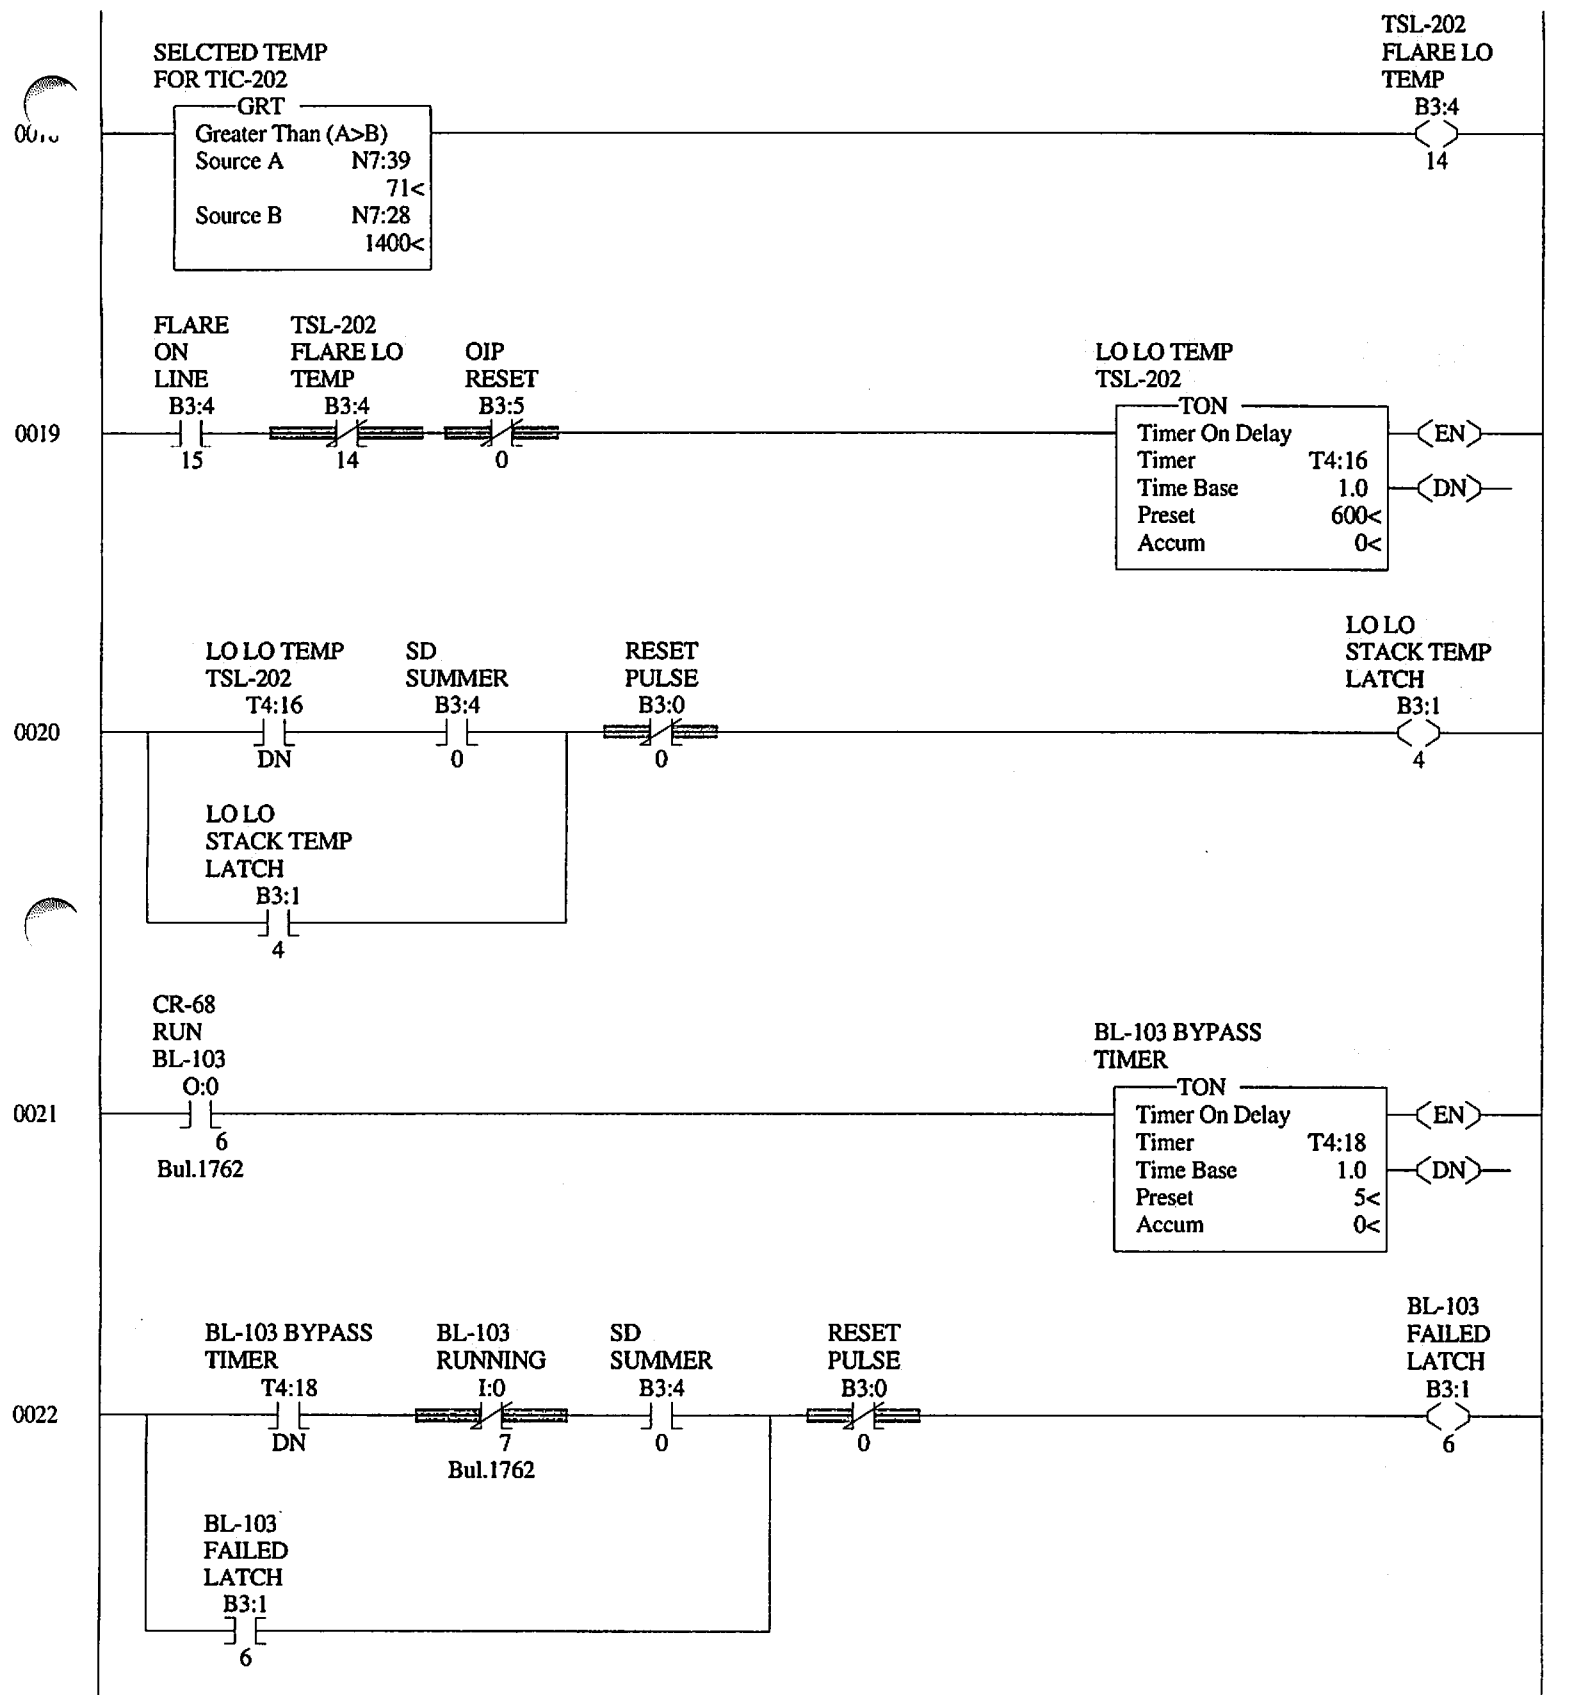 SELCTED TEMP
FOR TIC-202
GRT
Greater Than (A>B)
Source A N7:39
71<
Source B N7:28
1400<
TSL-202
FLARE LO
TEMP
B3:4
14
FLARE
ON
LINE
B3:4
15
TSL-202
FLARE LO
TEMP
B3:4
14
OIP
RESET
B3:5
0
0019
LO LO TEMP
TSL-202
TON
Timer On Delay
Timer T4:16
Time Base 1.0
Preset 600<
Accum 0<
EN
DN
0020
LO LO TEMP
TSL-202
T4:16
DN
SD
SUMMER
B3:4
0
RESET
PULSE
B3:0
0
LO LO
STACK TEMP
LATCH
B3:1
4
LO LO
STACK TEMP
LATCH
B3:1
4
0021
CR-68
RUN
BL-103
O:0
6
Bul.1762
BL-103 BYPASS
TIMER
TON
Timer On Delay
Timer T4:18
Time Base 1.0
Preset 5<
Accum 0<
EN
DN
0022
BL-103 BYPASS
TIMER
T4:18
DN
BL-103
RUNNING
I:0
7
Bul.1762
SD
SUMMER
B3:4
0
RESET
PULSE
B3:0
0
BL-103
FAILED
LATCH
B3:1
6
BL-103
FAILED
LATCH
B3:1
6